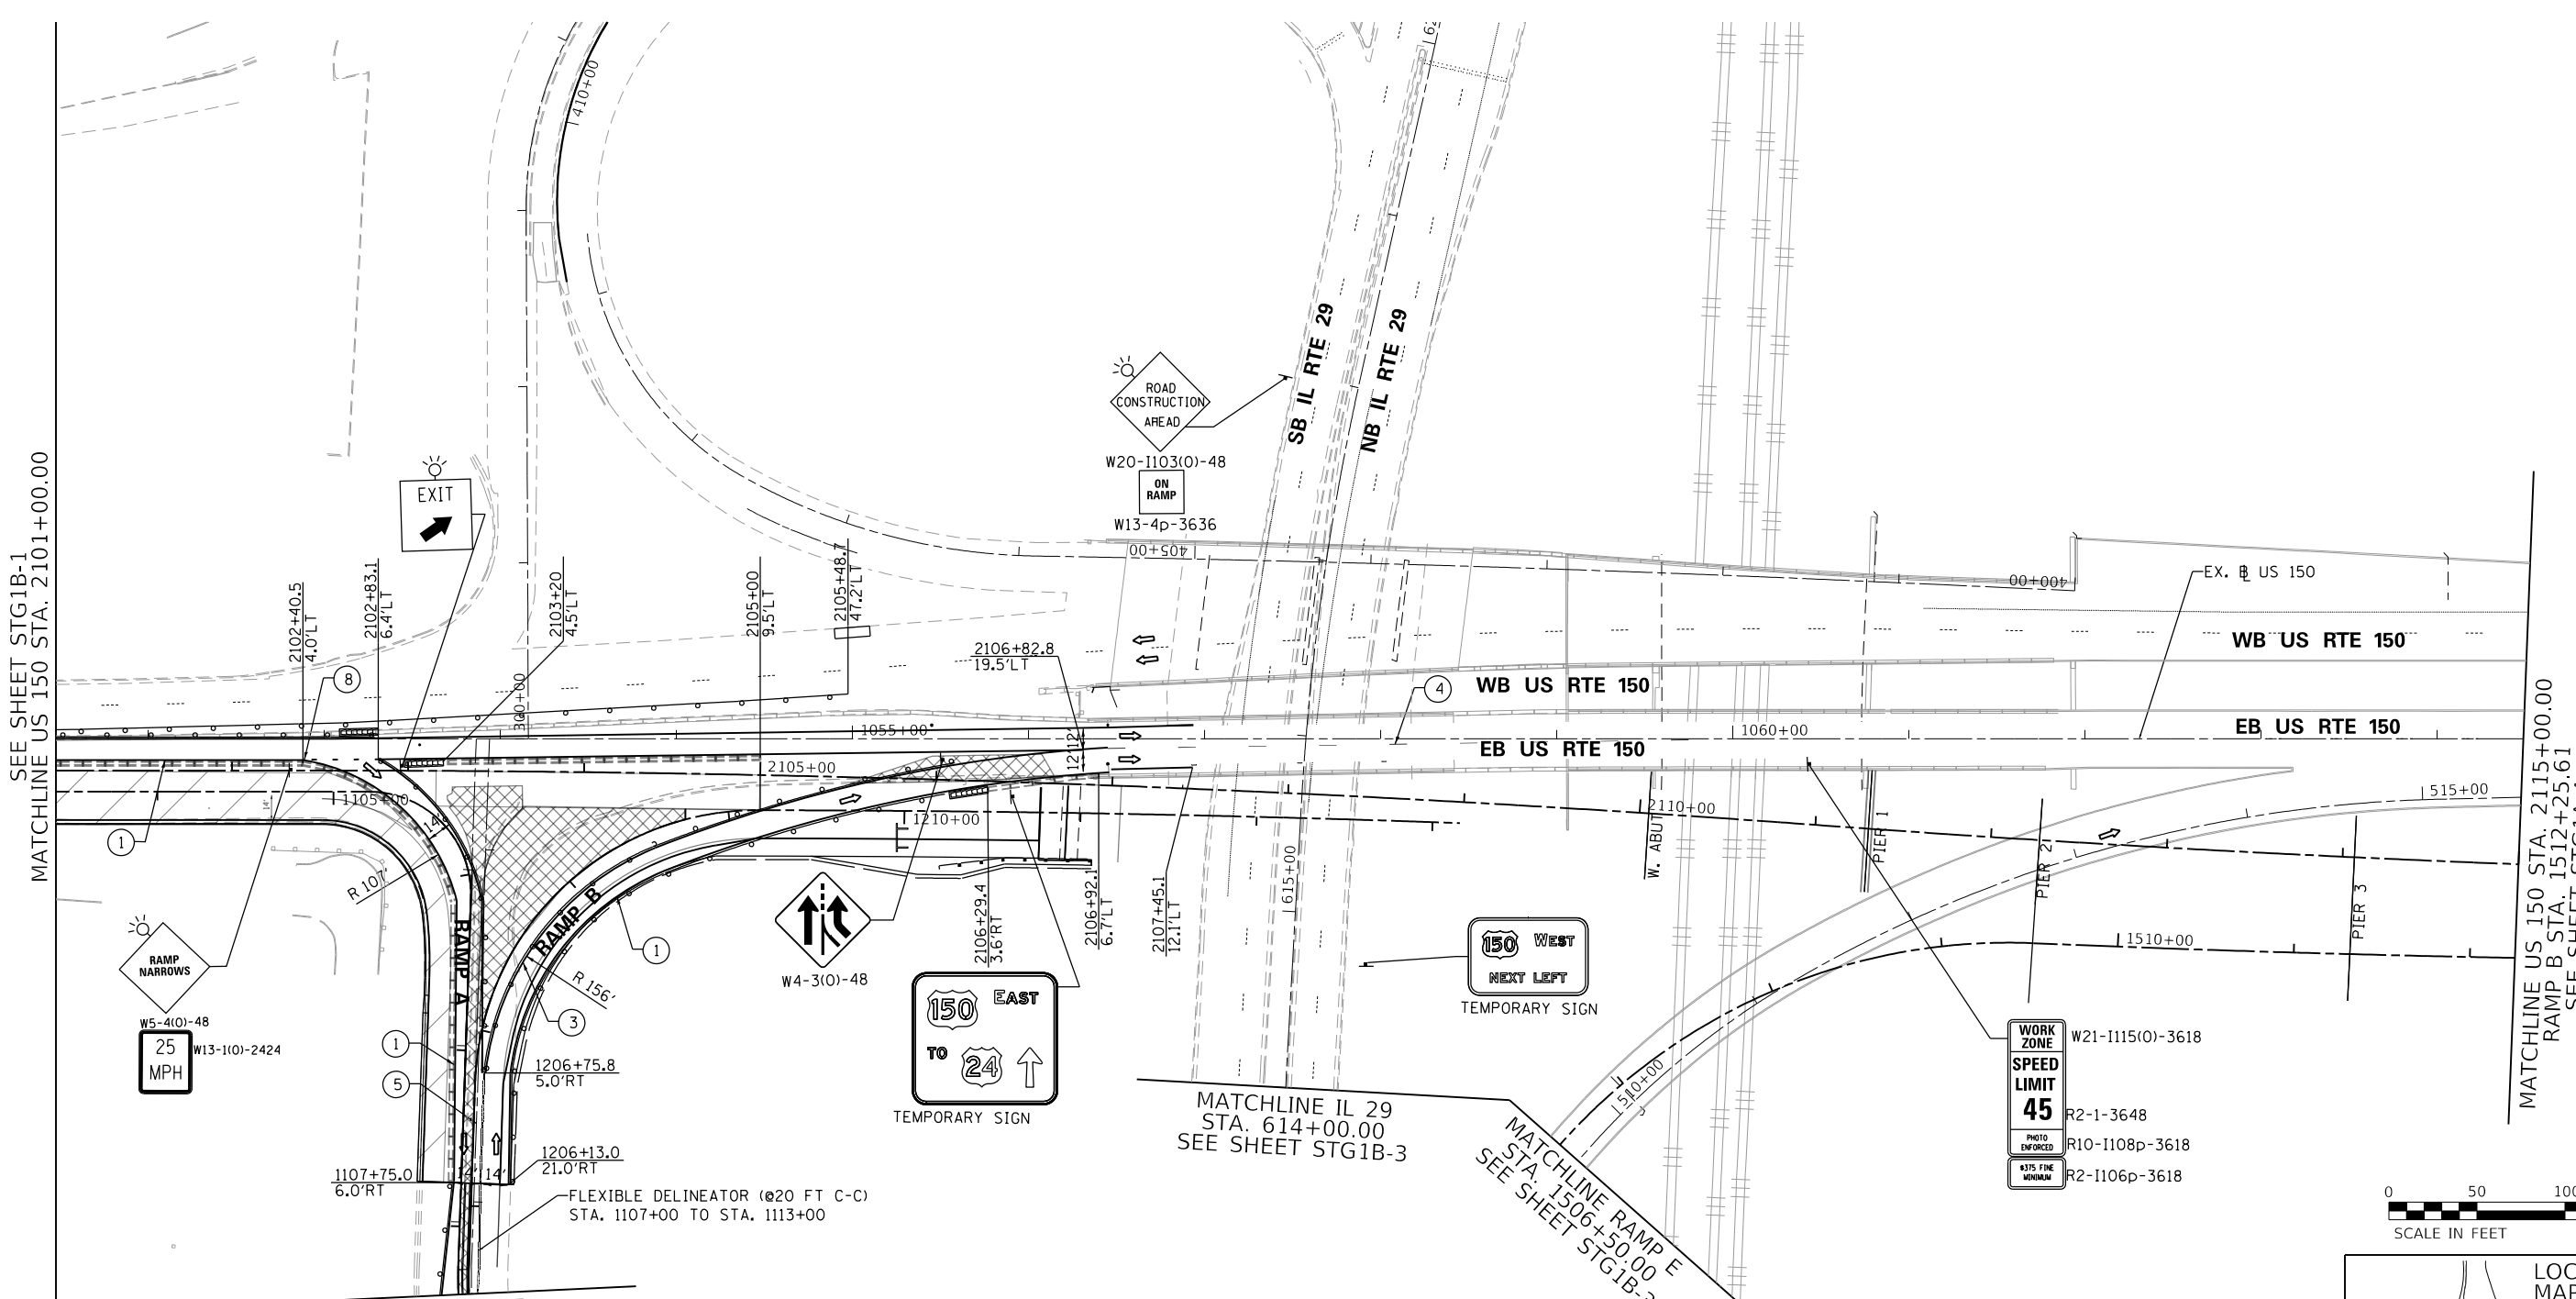 SEE SHEET STG1B-1
MATCHLINE US 150 STA. 2101+00.00
410+00
ROAD
CONSTRUCTION
AHEAD
W20-I103(0)-48
ON
RAMP
W13-4p-3636
SB IL RTE 29
NB IL RTE 29
EXIT
2102+40.5
4.0'LT
2102+83.1
6.4'LT
2103+20
4.5'LT
2105+00
9.5'LT
2105+48.7
47.2'LT
2106+82.8
19.5'LT
405+00
400+00
EX. ℄ US 150
WB US RTE 150
WB US RTE 150
EB US RTE 150
EB US RTE 150
8
4
300+00
1055+00
1060+00
12'
12'
2105+00
2110+00
1105+00
1210+00
515+00
14'
14'
1
R 107'
RAMP A
RAMP B
R 156'
1
3
1
5
RAMP
NARROWS
W5-4(0)-48
25
MPH
W13-1(0)-2424
W4-3(0)-48
2106+29.4
3.6'RT
2106+92.1
6.7'LT
2107+45.1
12.1'LT
615+00
W. ABUT
PIER 1
PIER 2
PIER 3
1510+00
510+00
150 EAST
TO 24
TEMPORARY SIGN
150 WEST
NEXT LEFT
TEMPORARY SIGN
1206+75.8
5.0'RT
1206+13.0
21.0'RT
1107+75.0
6.0'RT
14'
14'
FLEXIBLE DELINEATOR (@20 FT C-C)
STA. 1107+00 TO STA. 1113+00
MATCHLINE IL 29
STA. 614+00.00
SEE SHEET STG1B-3
MATCHLINE RAMP E
STA. 1506+50.00
SEE SHEET STG1B-
WORK
ZONE
W21-I115(0)-3618
SPEED
LIMIT
45
R2-1-3648
PHOTO
ENFORCED
R10-I108p-3618
$375 FINE
MINIMUM
R2-I106p-3618
MATCHLINE US 150 STA. 2115+00.00
RAMP B STA. 1512+25.61
SEE SHEET
0 50 100
SCALE IN FEET